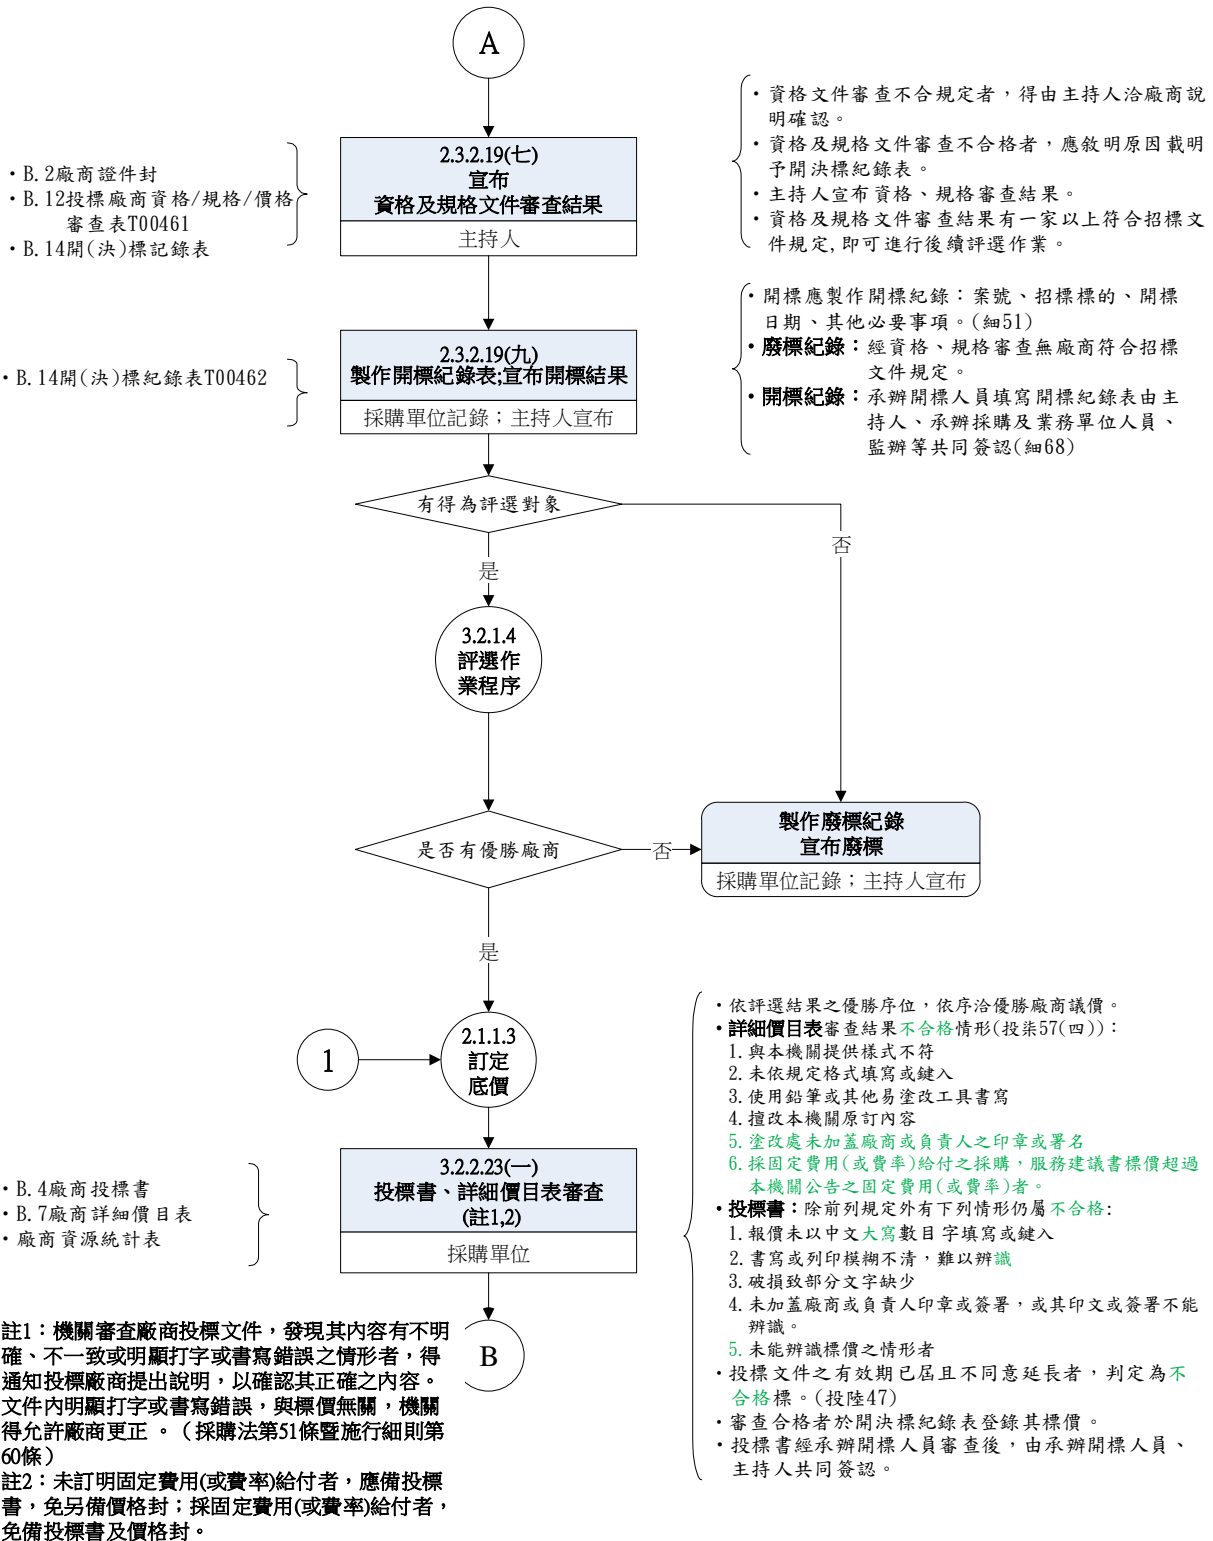 A
・資格文件審查不合規定者，得由主持人洽廠商說
明確認。
・資格及規格文件審查不合格者，應敘明原因載明
予開決標紀錄表。
・主持人宣布資格、規格審查結果。
・資格及規格文件審查結果有一家以上符合招標文
件規定,即可進行後續評選作業。
・B.2廠商證件封
・B.12投標廠商資格/規格/價格
審查表T00461
・B.14開(決)標記錄表
2.3.2.19(七)
宣布
資格及規格文件審查結果
主持人
・開標應製作開標紀錄：案號、招標標的、開標
日期、其他必要事項。(細51)
・廢標紀錄：經資格、規格審查無廠商符合招標
文件規定。
・開標紀錄：承辦開標人員填寫開標紀錄表由主
持人、承辦採購及業務單位人員、
監辦等共同簽認(細68)
・B.14開(決)標紀錄表T00462
2.3.2.19(九)
製作開標紀錄表;宣布開標結果
採購單位記錄；主持人宣布
有得為評選對象
否
是
3.2.1.4
評選作
業程序
是否有優勝廠商
否
製作廢標紀錄
宣布廢標
採購單位記錄；主持人宣布
是
1
2.1.1.3
訂定
底價
・依評選結果之優勝序位，依序洽優勝廠商議價。
・詳細價目表審查結果不合格情形(投柒57(四))：
1.與本機關提供樣式不符
2.未依規定格式填寫或鍵入
3.使用鉛筆或其他易塗改工具書寫
4.擅改本機關原訂內容
5.塗改處未加蓋廠商或負責人之印章或署名
6.採固定費用(或費率)給付之採購，服務建議書標價超過
本機關公告之固定費用(或費率)者。
・投標書：除前列規定外有下列情形仍屬不合格:
1.報價未以中文大寫數目字填寫或鍵入
2.書寫或列印模糊不清，難以辨識
3.破損致部分文字缺少
4.未加蓋廠商或負責人印章或簽署，或其印文或簽署不能
辨識。
5.未能辨識標價之情形者
・投標文件之有效期已屆且不同意延長者，判定為不
合格標。(投陸47)
・審查合格者於開決標紀錄表登錄其標價。
・投標書經承辦開標人員審查後，由承辦開標人員、
主持人共同簽認。
・B.4廠商投標書
・B.7廠商詳細價目表
・廠商資源統計表
3.2.2.23(一)
投標書、詳細價目表審查
(註1,2)
採購單位
B
註1：機關審查廠商投標文件，發現其內容有不明
確、不一致或明顯打字或書寫錯誤之情形者，得
通知投標廠商提出說明，以確認其正確之內容。
文件內明顯打字或書寫錯誤，與標價無關，機關
得允許廠商更正 。（採購法第51條暨施行細則第
60條）
註2：未訂明固定費用(或費率)給付者，應備投標
書，免另備價格封；採固定費用(或費率)給付者，
免備投標書及價格封。